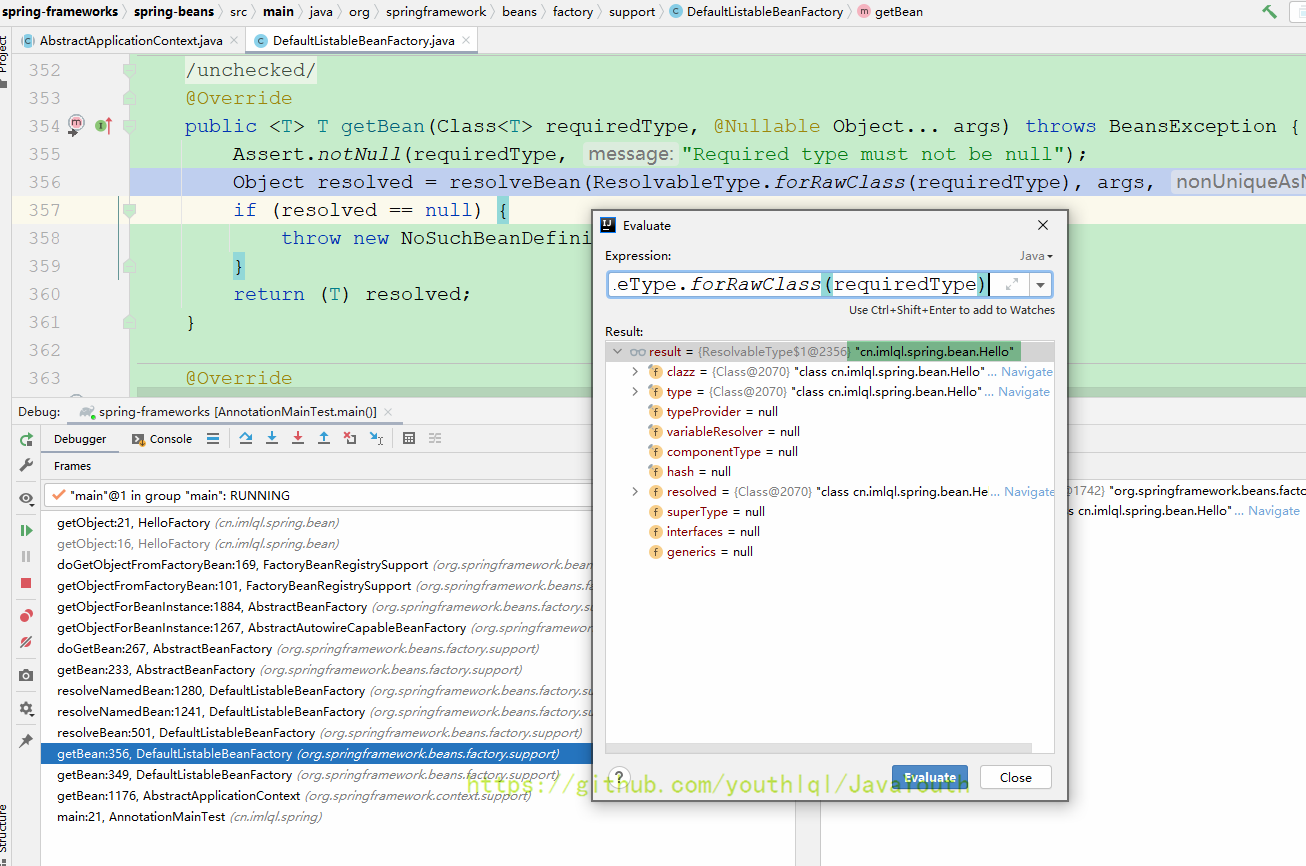 spring-frameworks spring-beans src main java org springframework beans factory support DefaultListableBeanFactory getBean
Project
AbstractApplicationContext.java DefaultListableBeanFactory.java
352 /unchecked/
353 @Override
354 public <T> T getBean(Class<T> requiredType, @Nullable Object... args) throws BeansException {
355 Assert.notNull(requiredType, message: "Required type must not be null");
356 Object resolved = resolveBean(ResolvableType.forRawClass(requiredType), args, nonUniqueAsN
357 if (resolved == null) {
358 throw new NoSuchBeanDefini
359 }
360 return (T) resolved;
361 }
362
363 @Override
Evaluate
Expression: Java
.eType.forRawClass(requiredType)
Use Ctrl+Shift+Enter to add to Watches
Result:
result = {ResolvableType$1@2356} "cn.imlql.spring.bean.Hello"
clazz = {Class@2070} "class cn.imlql.spring.bean.Hello" ... Navigate
type = {Class@2070} "class cn.imlql.spring.bean.Hello" ... Navigate
typeProvider = null
variableResolver = null
componentType = null
hash = null
resolved = {Class@2070} "class cn.imlql.spring.bean.He ... Navigate
superType = null
interfaces = null
generics = null
? Evaluate Close
Debug: spring-frameworks [AnnotationMainTest.main()]
Debugger Console
Frames
"main"@1 in group "main": RUNNING
getObject:21, HelloFactory (cn.imlql.spring.bean)
getObject:16, HelloFactory (cn.imlql.spring.bean)
doGetObjectFromFactoryBean:169, FactoryBeanRegistrySupport (org.springframework.bean
getObjectFromFactoryBean:101, FactoryBeanRegistrySupport (org.springframework.beans.f
getObjectForBeanInstance:1884, AbstractBeanFactory (org.springframework.beans.factory.
getObjectForBeanInstance:1267, AbstractAutowireCapableBeanFactory (org.springframewor
doGetBean:267, AbstractBeanFactory (org.springframework.beans.factory.support)
getBean:233, AbstractBeanFactory (org.springframework.beans.factory.support)
resolveNamedBean:1280, DefaultListableBeanFactory (org.springframework.beans.factory.su
resolveNamedBean:1241, DefaultListableBeanFactory (org.springframework.beans.factory.su
resolveBean:501, DefaultListableBeanFactory (org.springframework.beans.factory.support)
getBean:356, DefaultListableBeanFactory (org.springframework.beans.factory.support)
getBean:349, DefaultListableBeanFactory (org.springframework.beans.factory.support)
getBean:1176, AbstractApplicationContext (org.springframework.context.support)
main:21, AnnotationMainTest (cn.imlql.spring)
@1742} "org.springframework.beans.facto
ss cn.imlql.spring.bean.Hello" ... Navigate
https://github.com/youthlql/JavaYouth
Structure